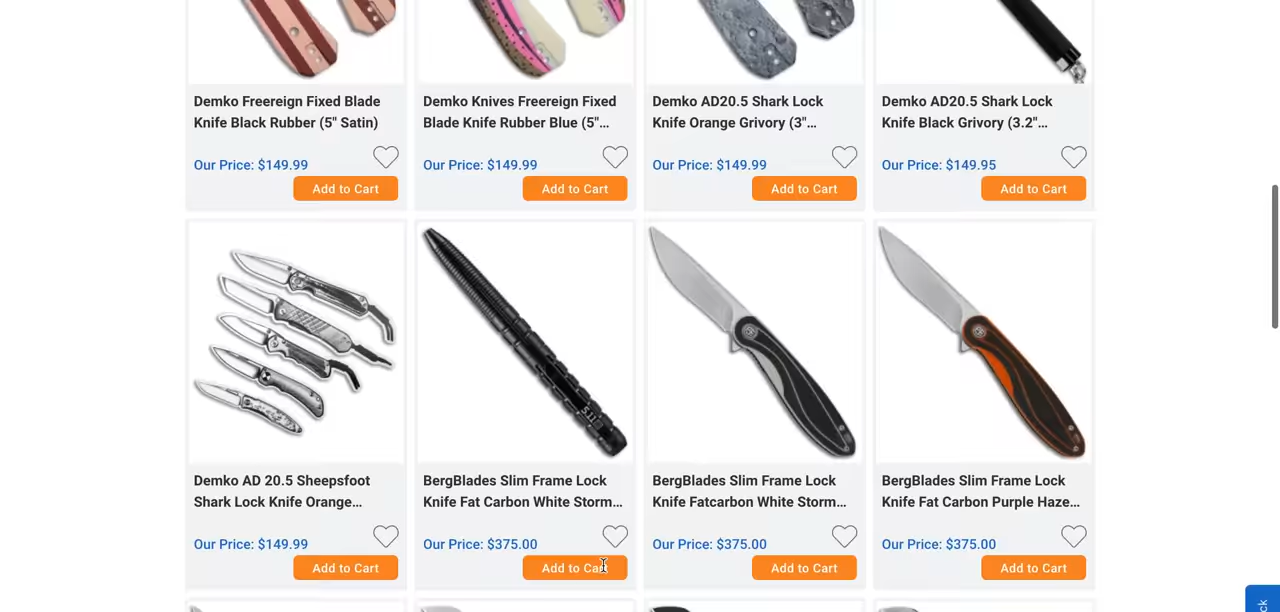 Demko Freereign Fixed Blade
Knife Black Rubber (5" Satin)
Our Price: $149.99
Add to Cart
Demko Knives Freereign Fixed
Blade Knife Rubber Blue (5"...
Our Price: $149.99
Add to Cart
Demko AD20.5 Shark Lock
Knife Orange Grivory (3"...
Our Price: $149.99
Add to Cart
Demko AD20.5 Shark Lock
Knife Black Grivory (3.2"...
Our Price: $149.95
Add to Cart
Demko AD 20.5 Sheepsfoot
Shark Lock Knife Orange...
Our Price: $149.99
Add to Cart
5.11
BergBlades Slim Frame Lock
Knife Fat Carbon White Storm...
Our Price: $375.00
Add to Cart
BergBlades Slim Frame Lock
Knife Fatcarbon White Storm...
Our Price: $375.00
Add to Cart
BergBlades Slim Frame Lock
Knife Fat Carbon Purple Haze...
Our Price: $375.00
Add to Cart